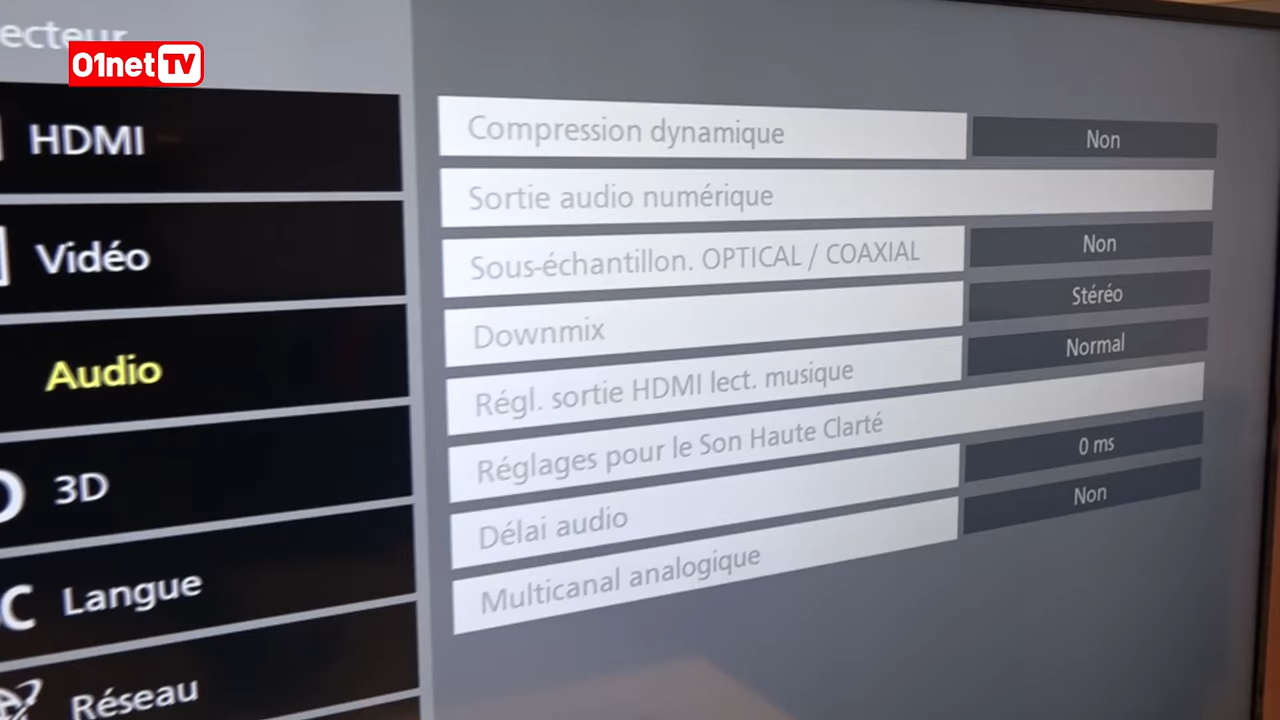 01net TV
HDMI
Vidéo
Audio
3D
Langue
Réseau
Compression dynamique
Non
Sortie audio numérique
Sous-échantillon. OPTICAL / COAXIAL
Non
Downmix
Stéréo
Régl. sortie HDMI lect. musique
Normal
Réglages pour le Son Haute Clarté
Délai audio
0 ms
Multicanal analogique
Non